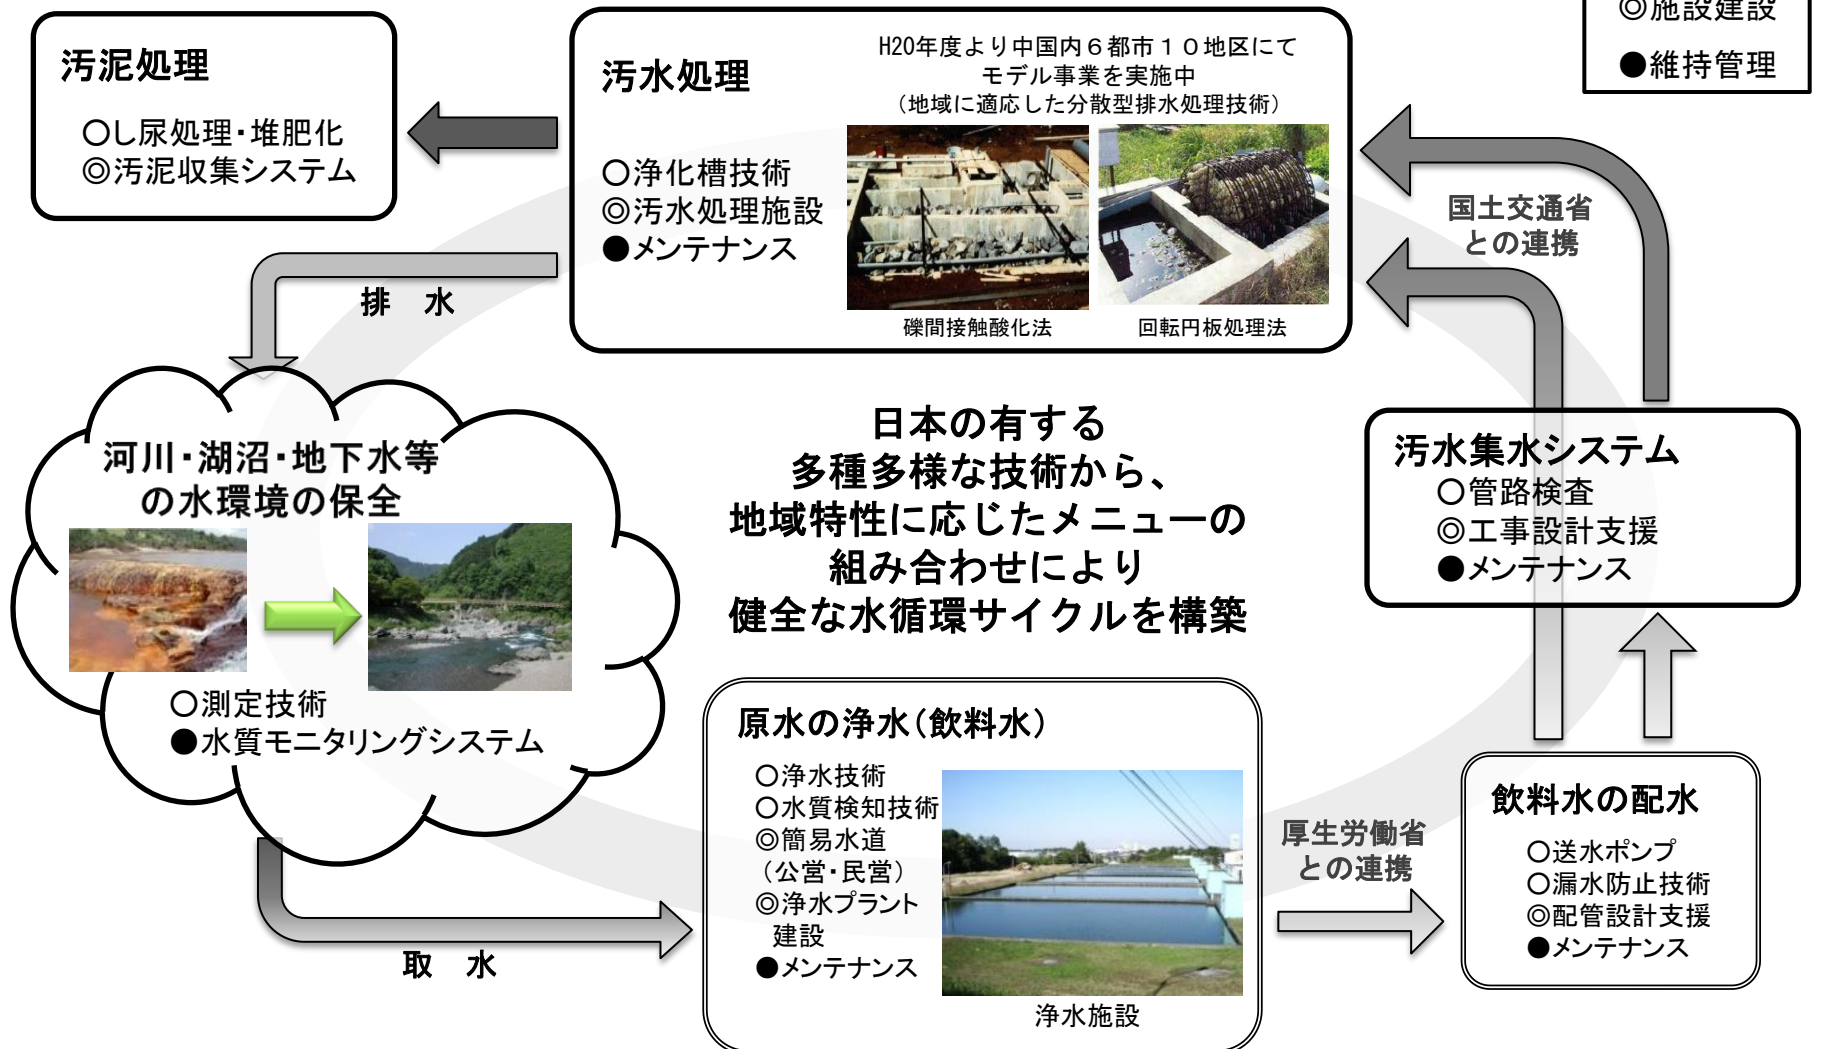 ◎施設建設
●維持管理
汚泥処理
○し尿処理・堆肥化
◎汚泥収集システム
汚水処理
H20年度より中国内６都市１０地区にて
モデル事業を実施中
（地域に適応した分散型排水処理技術）
○浄化槽技術
◎汚水処理施設
●メンテナンス
礫間接触酸化法
回転円板処理法
国土交通省
との連携
排　水
河川・湖沼・地下水等
の水環境の保全
○測定技術
●水質モニタリングシステム
日本の有する
多種多様な技術から、
地域特性に応じたメニューの
組み合わせにより
健全な水循環サイクルを構築
汚水集水システム
○管路検査
◎工事設計支援
●メンテナンス
原水の浄水（飲料水）
○浄水技術
○水質検知技術
◎簡易水道
（公営・民営）
◎浄水プラント
建設
●メンテナンス
浄水施設
厚生労働省
との連携
飲料水の配水
○送水ポンプ
○漏水防止技術
◎配管設計支援
●メンテナンス
取　水